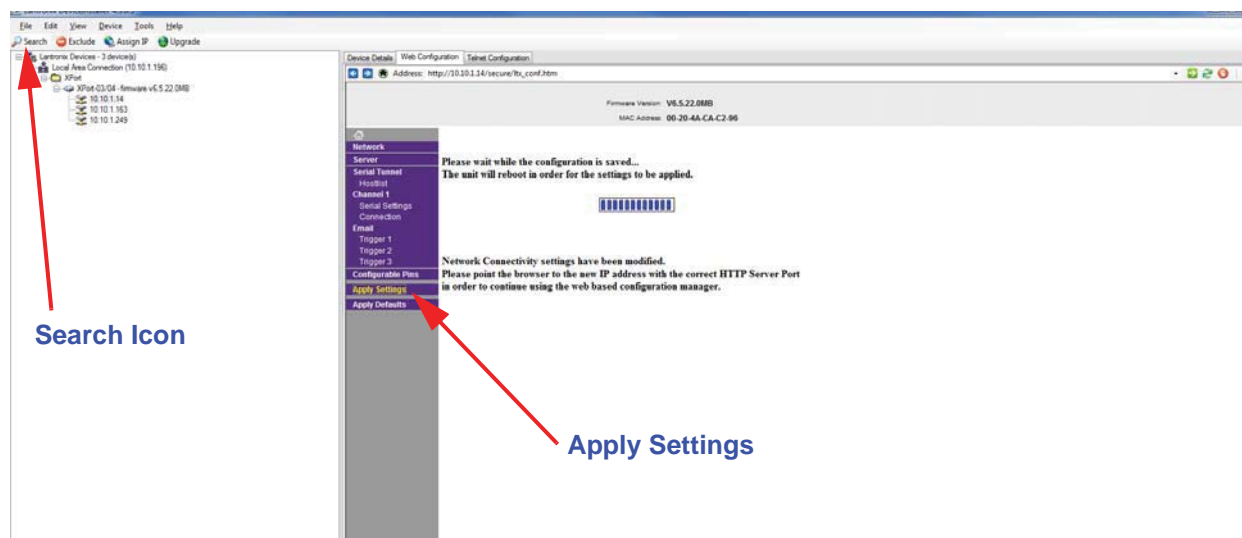 File Edit View Device Tools Help
Search Exclude Assign IP Upgrade
Lantronix Devices - 3 device(s)
Local Area Connection (10.10.1.196)
XPort
XPort-03/04 - firmware v6.5.22.0MB
10.10.1.14
10.10.1.163
10.10.1.249
Device Details Web Configuration Telnet Configuration
Address: http://10.10.1.14/secure/ltx_conf.htm
Firmware Version: V6.5.22.0MB
MAC Address: 00-20-4A-CA-C2-96
Network
Server
Serial Tunnel
Hostlist
Channel 1
Serial Settings
Connection
Email
Trigger 1
Trigger 2
Trigger 3
Configurable Pins
Apply Settings
Apply Defaults
Please wait while the configuration is saved...
The unit will reboot in order for the settings to be applied.
Network Connectivity settings have been modified.
Please point the browser to the new IP address with the correct HTTP Server Port
in order to continue using the web based configuration manager.
Search Icon
Apply Settings